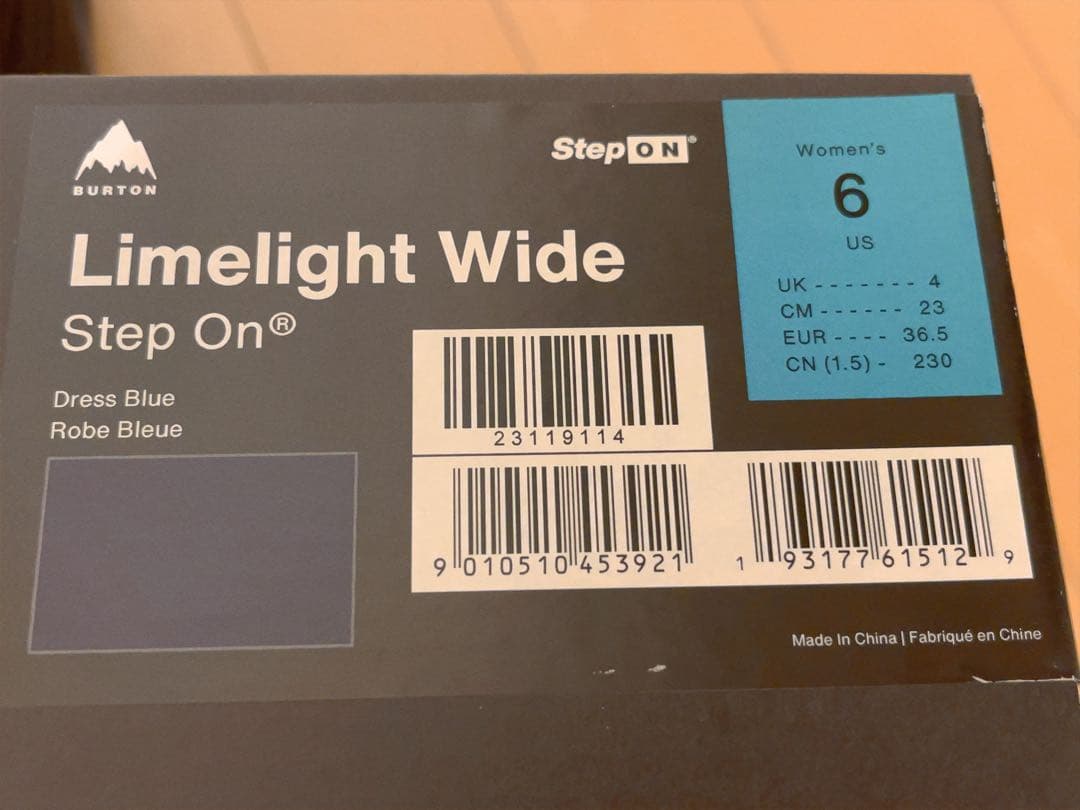 BURTON
StepON®
Limelight Wide
Step On®
Dress Blue
Robe Bleue
Women's
6
US
UK ------- 4
CM ------ 23
EUR ---- 36.5
CN (1.5) - 230
23119114
9 010510 453921
1 93177 61512 9
Made In China | Fabriqué en Chine